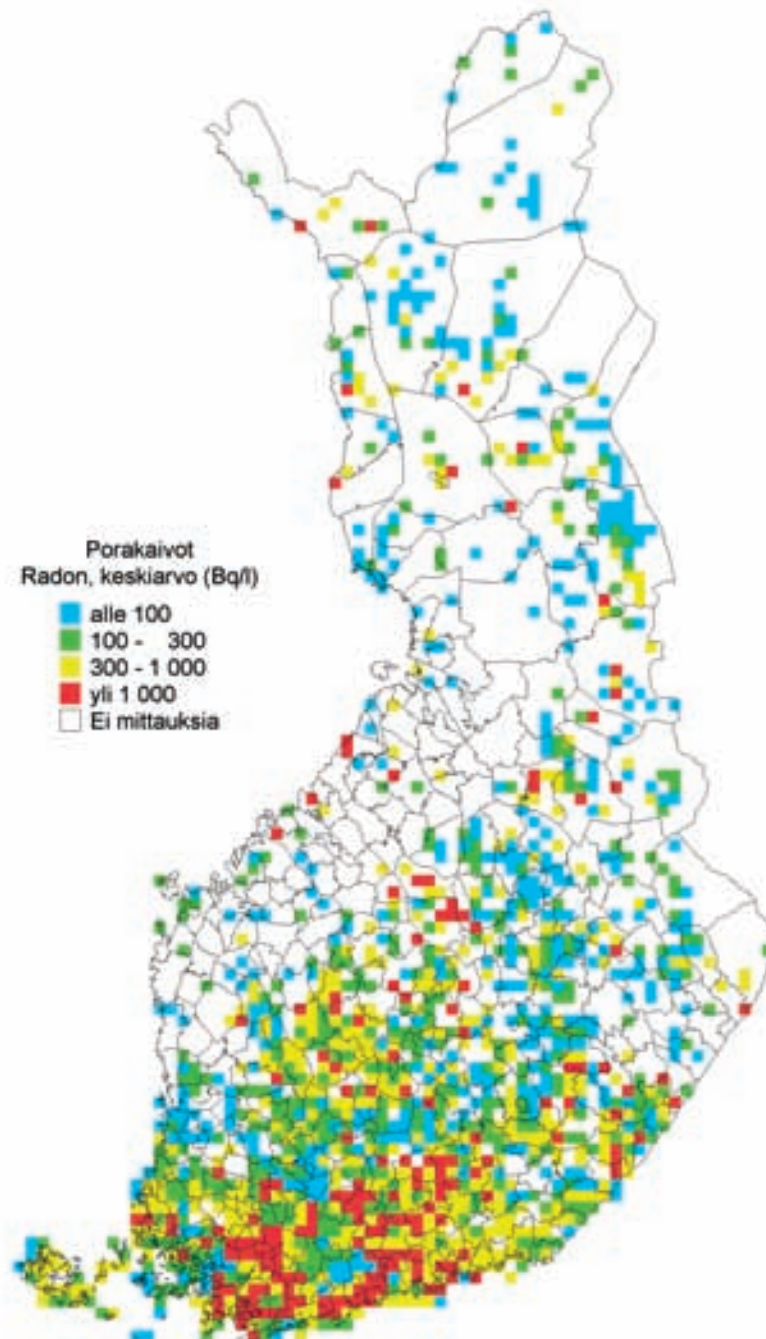 Porakaivot
Radon, keskiarvo (Bq/l)
alle 100
100 - 300
300 - 1 000
yli 1 000
Ei mittauksia